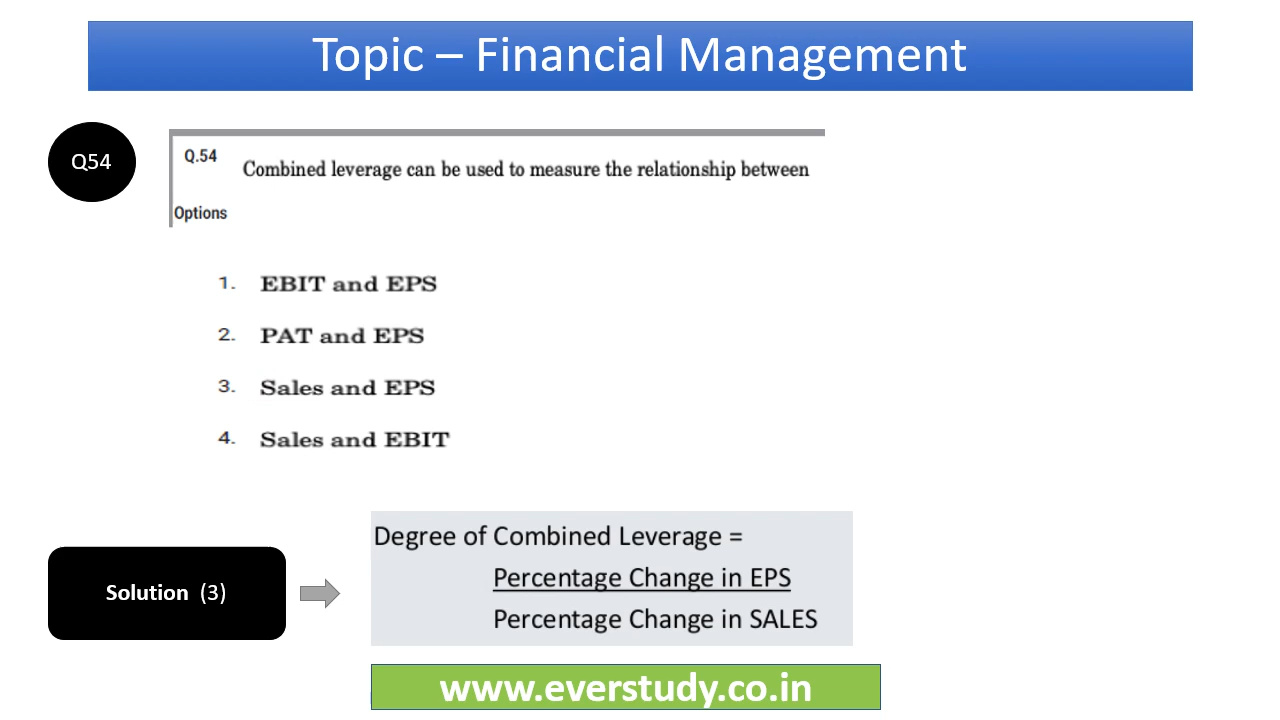 Topic – Financial Management
Q54
Q.54
Combined leverage can be used to measure the relationship between
Options
1. EBIT and EPS
2. PAT and EPS
3. Sales and EPS
4. Sales and EBIT
Solution (3)
Degree of Combined Leverage =
Percentage Change in EPS
Percentage Change in SALES
www.everstudy.co.in